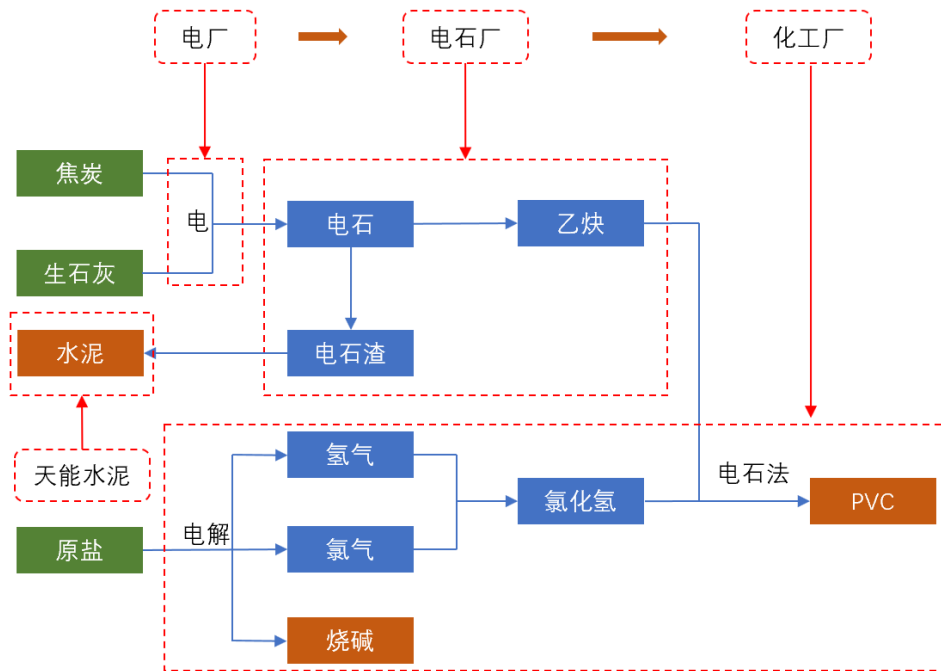 电厂
电石厂
化工厂
焦炭
电
电石
乙炔
生石灰
水泥
电石渣
天能水泥
氢气
电石法
氯化氢
PVC
原盐
电解
氯气
烧碱